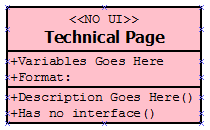 <<NO UI>>
Technical Page
+Variables Goes Here
+Format:
+Description Goes Here()
+Has no interface()